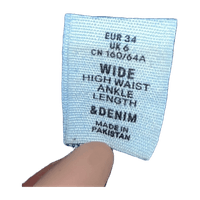 EUR 34
UK 6
CN 160/64A
WIDE
HIGH WAIST
ANKLE
LENGTH
&DENIM
MADE IN
PAKISTAN